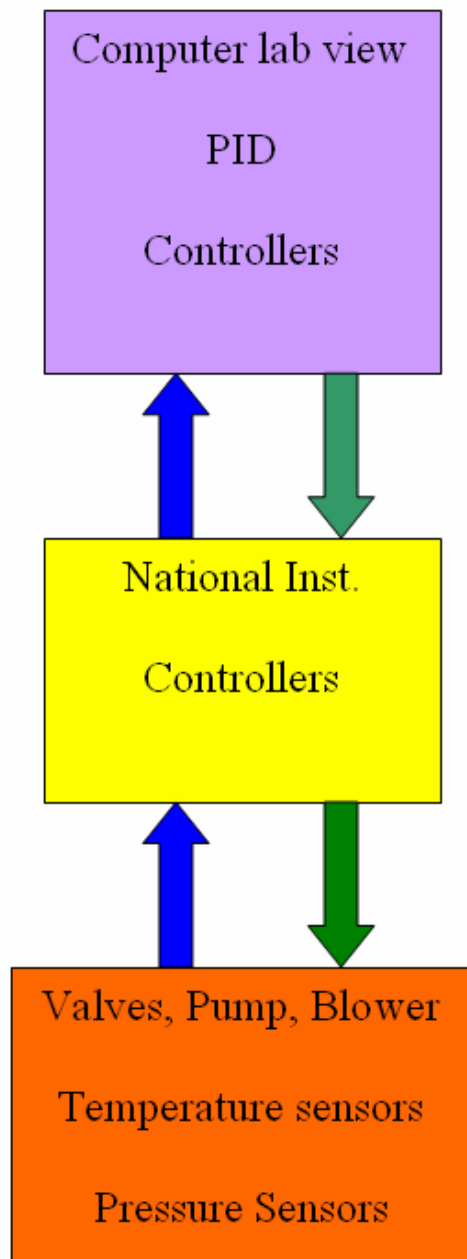 Computer lab view
PID
Controllers
National Inst.
Controllers
Valves, Pump, Blower
Temperature sensors
Pressure Sensors